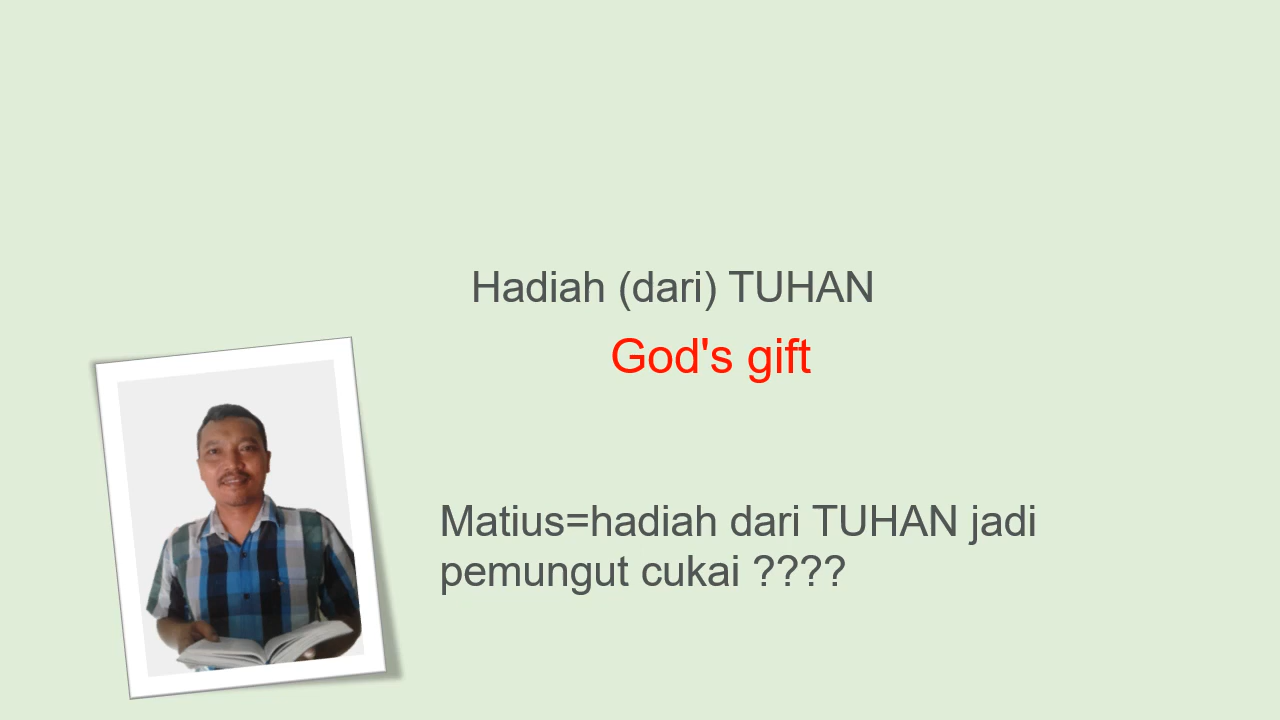 Hadiah (dari) TUHAN
God's gift
Matius=hadiah dari TUHAN jadi
pemungut cukai ????